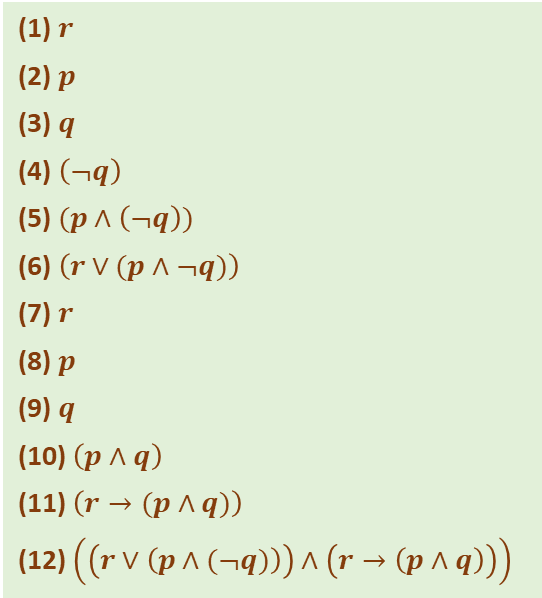 (1) r
(2) p
(3) q
(4) (¬q)
(5) (p ∧ (¬q))
(6) (r ∨ (p ∧ ¬q))
(7) r
(8) p
(9) q
(10) (p ∧ q)
(11) (r → (p ∧ q))
(12) ((r ∨ (p ∧ (¬q))) ∧ (r → (p ∧ q)))